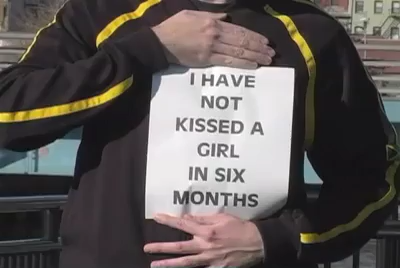 I HAVE
NOT
KISSED A
GIRL
IN SIX
MONTHS